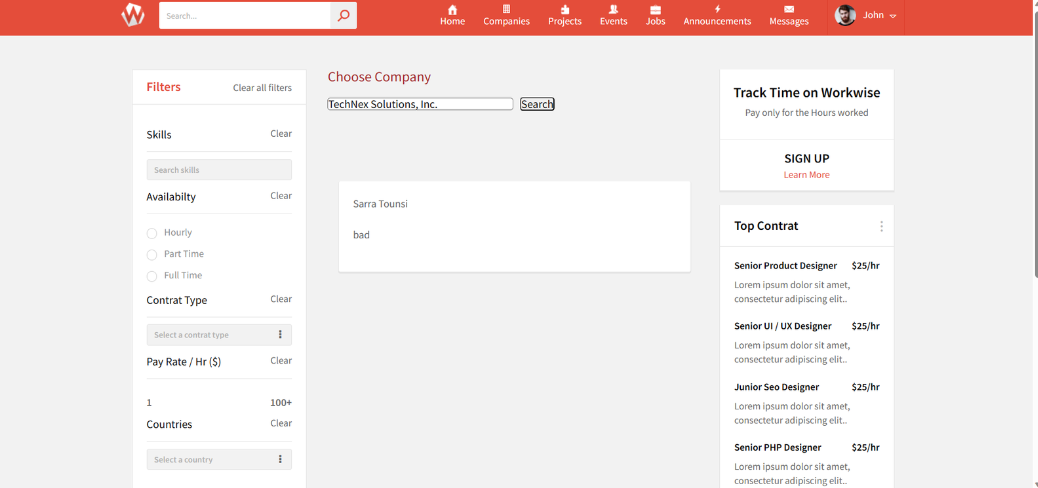 Search...
Home
Companies
Projects
Events
Jobs
Announcements
Messages
John
Filters
Clear all filters
Skills
Clear
Search skills
Availabilty
Clear
Hourly
Part Time
Full Time
Contrat Type
Clear
Select a contrat type
Pay Rate / Hr ($)
Clear
1
100+
Countries
Clear
Select a country
Choose Company
TechNex Solutions, Inc.
Search
Sarra Tounsi
bad
Track Time on Workwise
Pay only for the Hours worked
SIGN UP
Learn More
Top Contrat
Senior Product Designer
$25/hr
Lorem ipsum dolor sit amet,
consectetur adipiscing elit..
Senior UI / UX Designer
$25/hr
Lorem ipsum dolor sit amet,
consectetur adipiscing elit..
Junior Seo Designer
$25/hr
Lorem ipsum dolor sit amet,
consectetur adipiscing elit..
Senior PHP Designer
$25/hr
Lorem ipsum dolor sit amet,
consectetur adipiscing elit..